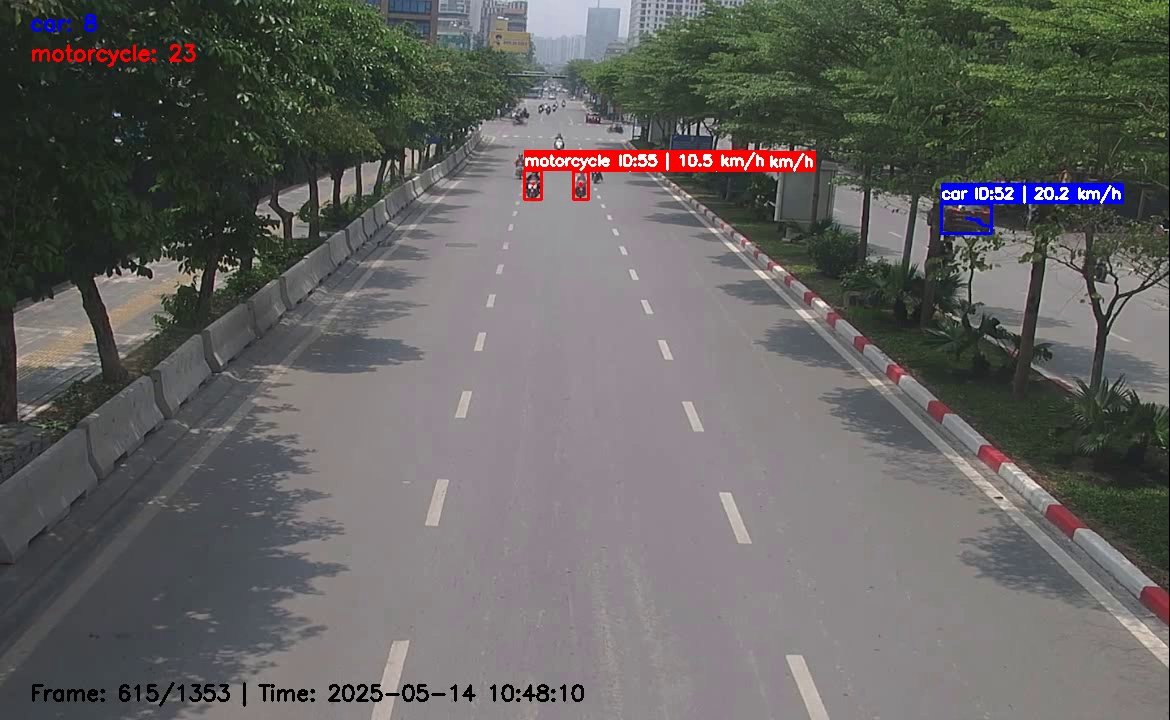 car: 8
motorcycle: 23
motorcycle ID:55 | 10.5 km/h km/h
car ID:52 | 20.2 km/h
Frame: 615/1353 | Time: 2025-05-14 10:48:10